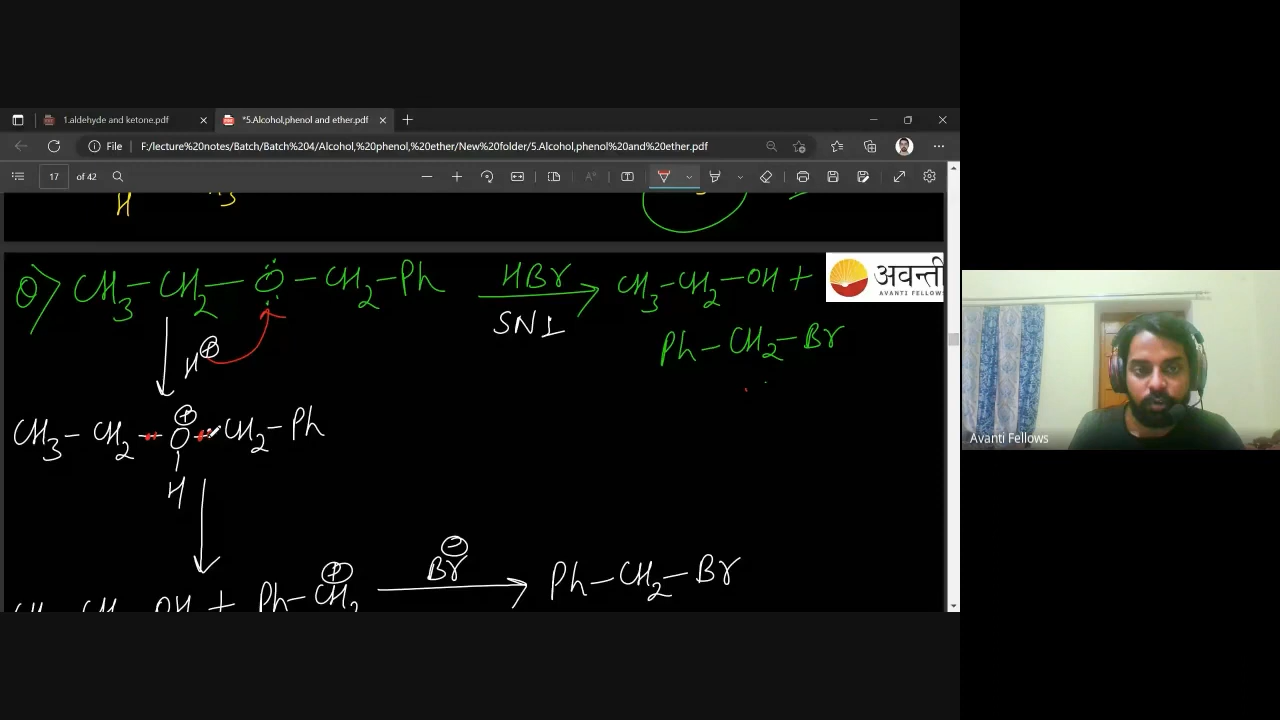 1.aldehyde and ketone.pdf
*5.Alcohol,phenol and ether.pdf
File
F:/lecture%20notes/Batch/Batch%204/Alcohol,%20phenol,%20ether/New%20folder/5.Alcohol,phenol%20and%20ether.pdf
17 of 42
H
Q> CH3-CH2-O-CH2-Ph HBr CH3-CH2-OH +
SN1
Ph-CH2-Br
अवन्ती
AVANTI FELLOWS
H⊕
CH3-CH2-O⊕-CH2-Ph
H
OH + Ph-CH2⊕ Br⊖ Ph-CH2-Br
Avanti Fellows